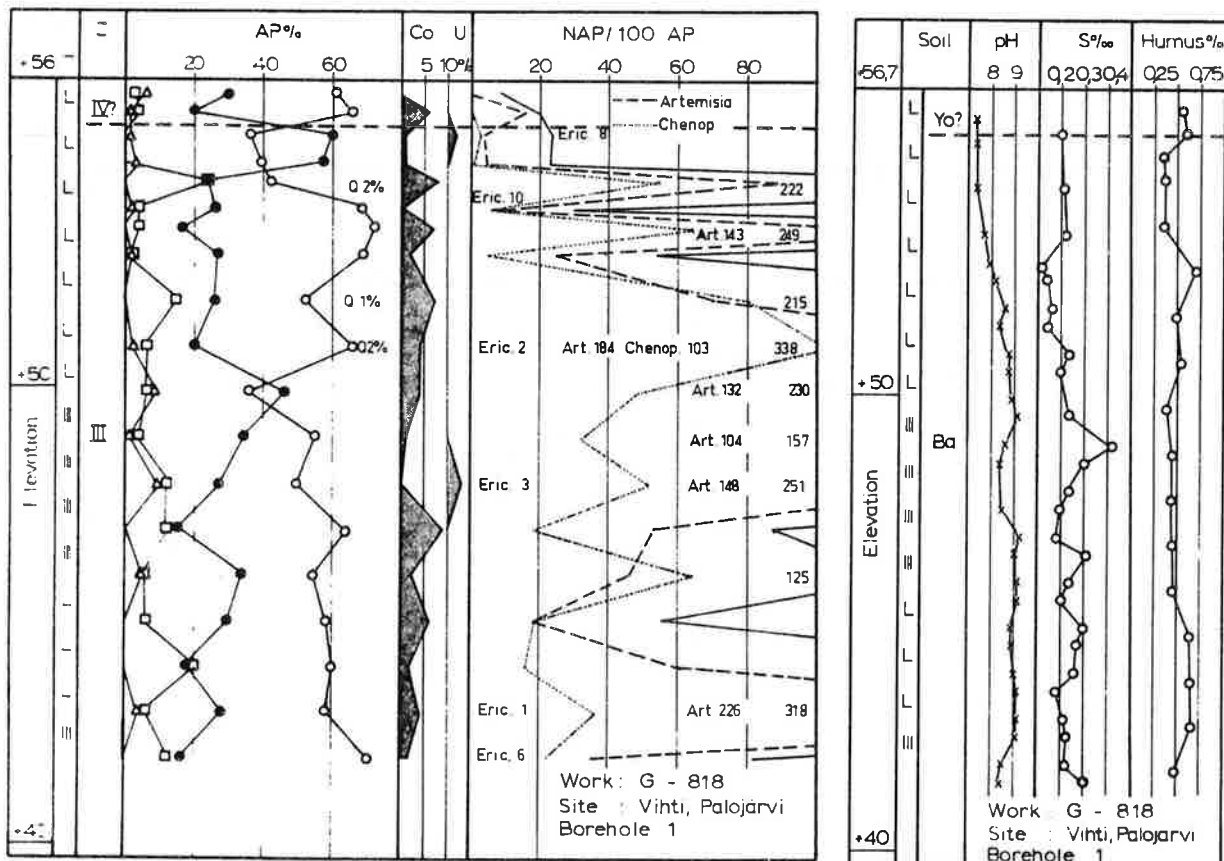 AP% Co U NAP/100 AP
+56 20 40 60 5 10% 20 40 60 80
Artemisia
Chenop
IV?
Eric. 8
0.2% Eric. 10 222
Art. 143 249
0.1% 215
0.2% Eric. 2 Art. 184 Chenop. 103 338
+50 Art. 132 230
III Art. 104 157
Eric. 3 Art. 148 251
125
Eric. 1 Art. 226 318
Eric. 6
Work: G - 818
Site : Vihti, Palojärvi
Borehole 1
Soil pH S‰ Humus%
+56,7 8 9 0,2 0,3 0,4 0,25 0,75
L Yo?
L
L
L
L
L
L
+50
Ba
Elevation
L
L
L
+40
Work : G - 818
Site : Vihti, Palojarvi
Borehole 1